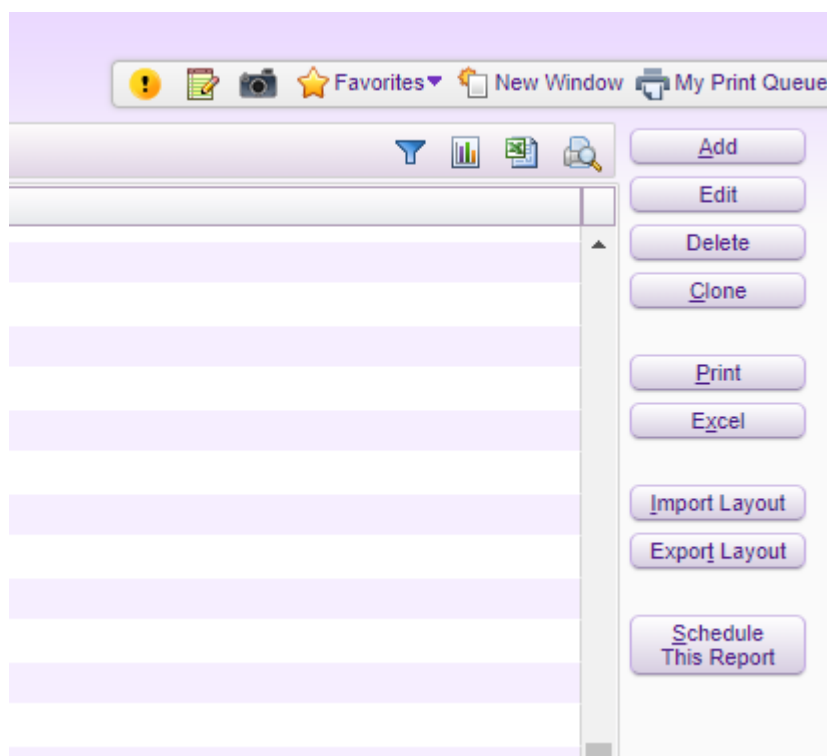 Favorites New Window My Print Queue
Add
Edit
Delete
Clone
Print
Excel
Import Layout
Export Layout
Schedule
This Report